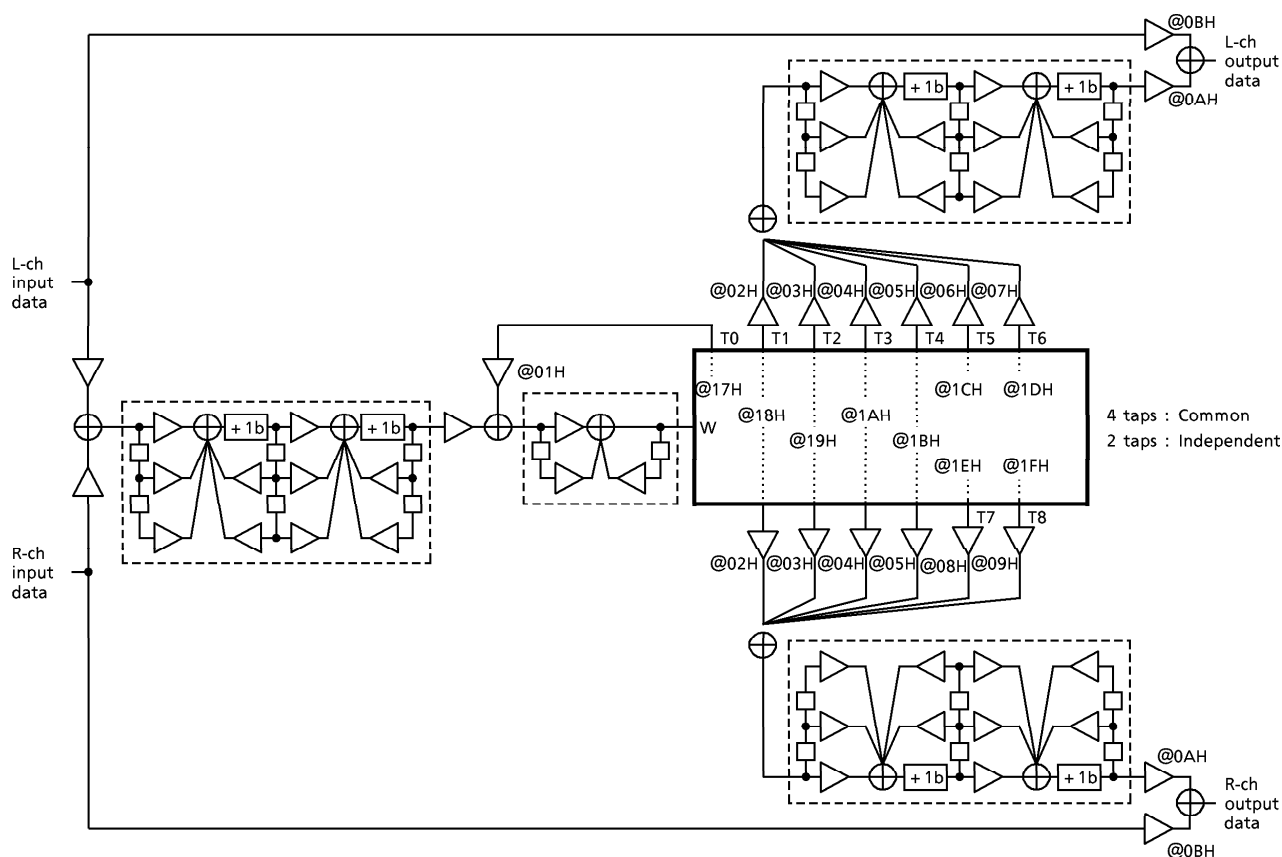 @0BH
L-ch
output
data
+ 1b
+ 1b
@0AH
L-ch
input
data
@02H
@03H
@04H
@05H
@06H
@07H
T0
T1
T2
T3
T4
T5
T6
@01H
@17H
@1CH
@1DH
@18H
@1AH
4 taps : Common
+ 1b
+ 1b
W
@19H
@1BH
2 taps : Independent
@1EH
@1FH
T7
T8
R-ch
input
data
@02H
@03H
@04H
@05H
@08H
@09H
@0AH
+ 1b
+ 1b
R-ch
output
data
@0BH